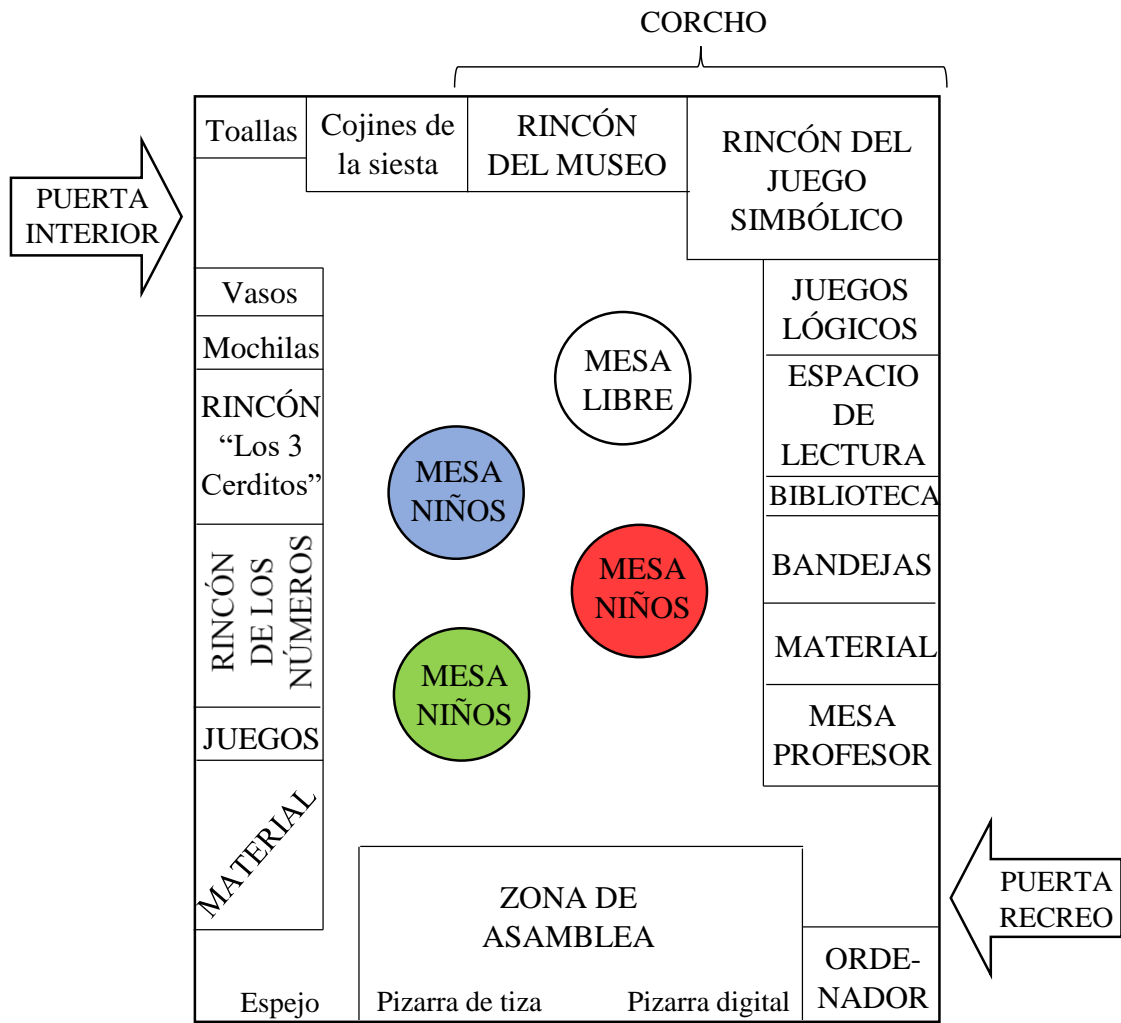 CORCHO
Toallas
Cojines de
la siesta
RINCÓN
DEL MUSEO
RINCÓN DEL
JUEGO
SIMBÓLICO
PUERTA
INTERIOR
Vasos
Mochilas
RINCÓN
“Los 3
Cerditos”
RINCÓN
DE LOS
NÚMEROS
JUEGOS
MATERIAL
MESA
LIBRE
MESA
NIÑOS
MESA
NIÑOS
MESA
NIÑOS
JUEGOS
LÓGICOS
ESPACIO
DE
LECTURA
BIBLIOTECA
BANDEJAS
MATERIAL
MESA
PROFESOR
PUERTA
RECREO
ZONA DE
ASAMBLEA
ORDE-
NADOR
Espejo
Pizarra de tiza
Pizarra digital